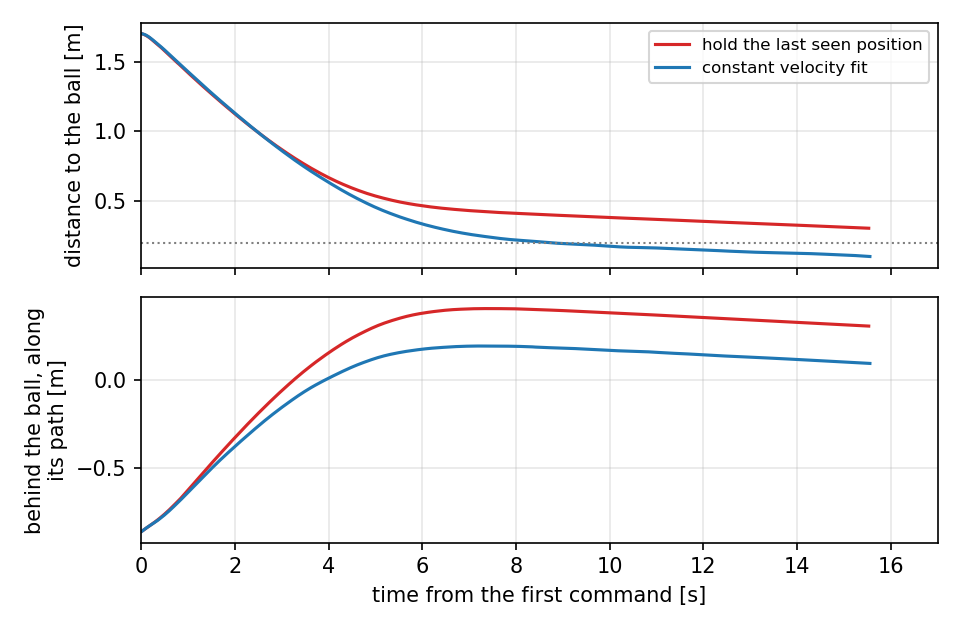 distance to the ball [m]
1.5
1.0
0.5
hold the last seen position
constant velocity fit
behind the ball, along
its path [m]
0.0
−0.5
0 2 4 6 8 10 12 14 16
time from the first command [s]